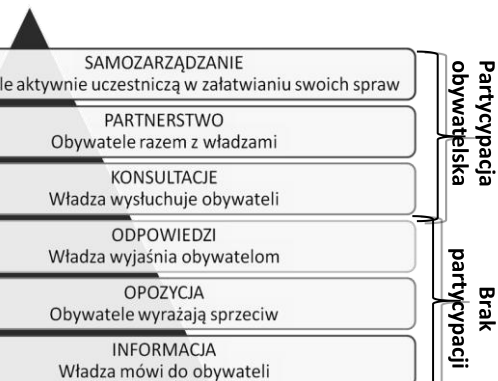 SAMOZARZĄDZANIE
le aktywnie uczestniczą w załatwianiu swoich spraw
PARTNERSTWO
Obywatele razem z władzami
KONSULTACJE
Władza wysłuchuje obywateli
ODPOWIEDZI
Władza wyjaśnia obywatelom
OPOZYCJA
Obywatele wyrażają sprzeciw
INFORMACJA
Władza mówi do obywateli
Partycypacja
obywatelska
Brak
partycypacji